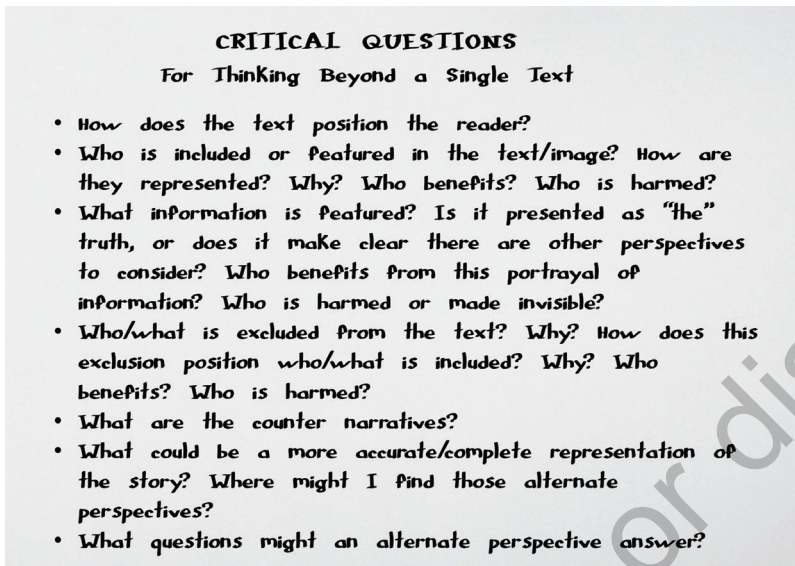 CRITICAL QUESTIONS
For Thinking Beyond a Single Text
• How does the text position the reader?
• Who is included or featured in the text/image? How are
they represented? Why? Who benefits? Who is harmed?
• What information is featured? Is it presented as "the"
truth, or does it make clear there are other perspectives
to consider? Who benefits from this portrayal of
information? Who is harmed or made invisible?
• Who/what is excluded from the text? Why? How does this
exclusion position who/what is included? Why? Who
benefits? Who is harmed?
• What are the counter narratives?
• What could be a more accurate/complete representation of
the story? Where might I find those alternate
perspectives?
• What questions might an alternate perspective answer?
or